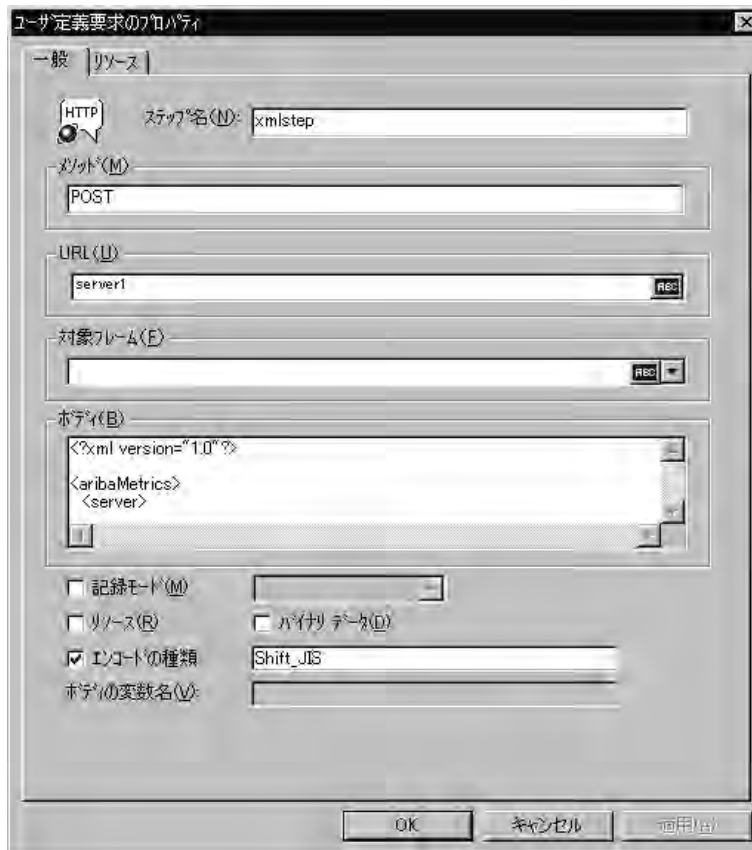 ユーザ定義要求のプロパティ
一般 リソース
HTTP
ステップ名(N): xmlstep
メソッド(M)
POST
URL(U)
server1
ABC
対象フレーム(F)
ABC
ボディ(B)
<?xml version="1.0"?>
<aribaMetrics>
<server>
記録モード(M)
リソース(R) バイナリ データ(D)
エンコードの種類 Shift_JIS
ボディの変数名(V):
OK キャンセル 適用(A)